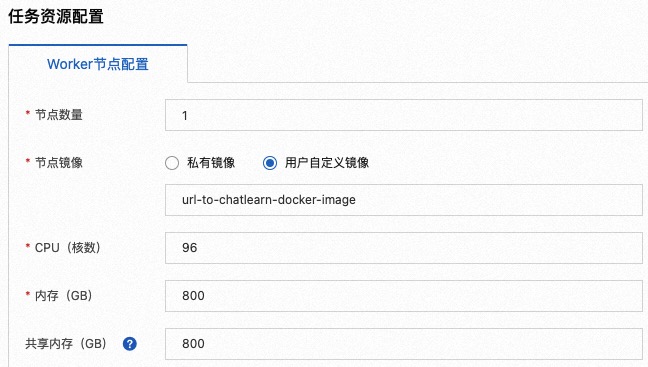 任务资源配置
Worker节点配置
* 节点数量
1
* 节点镜像
私有镜像
用户自定义镜像
url-to-chatlearn-docker-image
* CPU（核数）
96
* 内存（GB）
800
共享内存（GB） ?
800